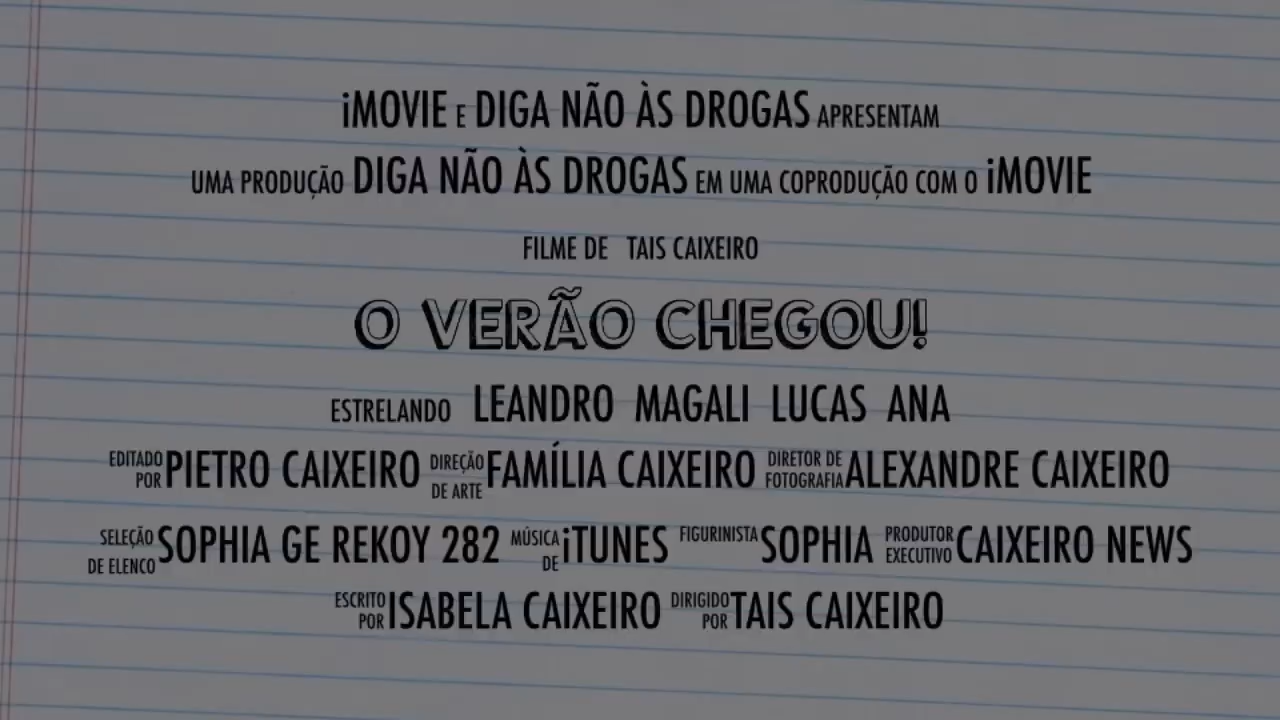 iMOVIE E DIGA NÃO ÀS DROGAS APRESENTAM
UMA PRODUÇÃO DIGA NÃO ÀS DROGAS EM UMA COPRODUÇÃO COM O iMOVIE
FILME DE TAIS CAIXEIRO
O VERÃO CHEGOU!
ESTRELANDO LEANDRO MAGALI LUCAS ANA
EDITADO POR PIETRO CAIXEIRO DIREÇÃO DE ARTE FAMÍLIA CAIXEIRO DIRETOR DE FOTOGRAFIA ALEXANDRE CAIXEIRO
SELEÇÃO DE ELENCO SOPHIA GE REKOY 282 MÚSICA DE iTUNES FIGURINISTA SOPHIA PRODUTOR EXECUTIVO CAIXEIRO NEWS
ESCRITO POR ISABELA CAIXEIRO DIRIGIDO POR TAIS CAIXEIRO